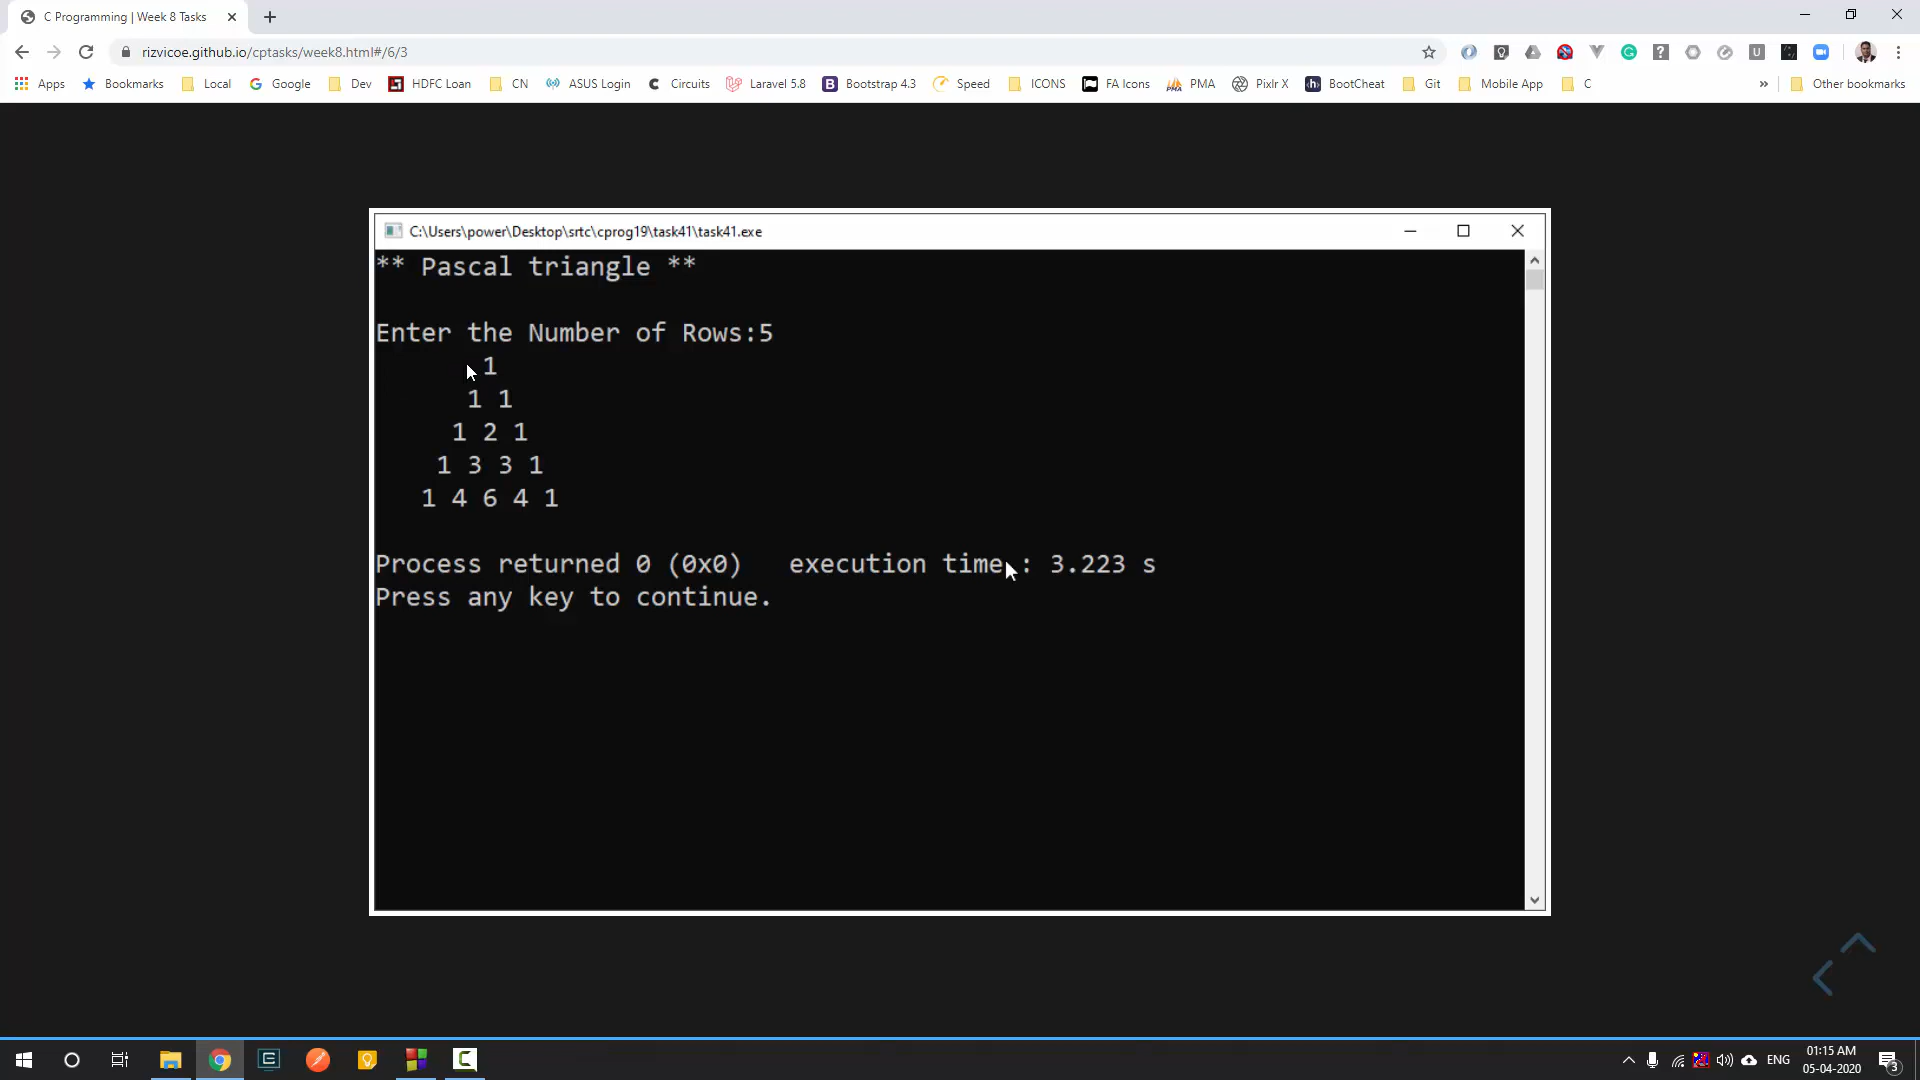 C Programming | Week 8 Tasks
rizvicoe.github.io/cptasks/week8.html#/6/3
Apps Bookmarks Local Google Dev HDFC Loan CN ASUS Login Circuits Laravel 5.8 Bootstrap 4.3 Speed ICONS FA Icons PMA Pixlr X BootCheat Git Mobile App C » Other bookmarks
C:\Users\power\Desktop\srtc\cprog19\task41\task41.exe
** Pascal triangle **
Enter the Number of Rows:5
1
1 1
1 2 1
1 3 3 1
1 4 6 4 1
Process returned 0 (0x0) execution time : 3.223 s
Press any key to continue.
ENG
01:15 AM
05-04-2020
3